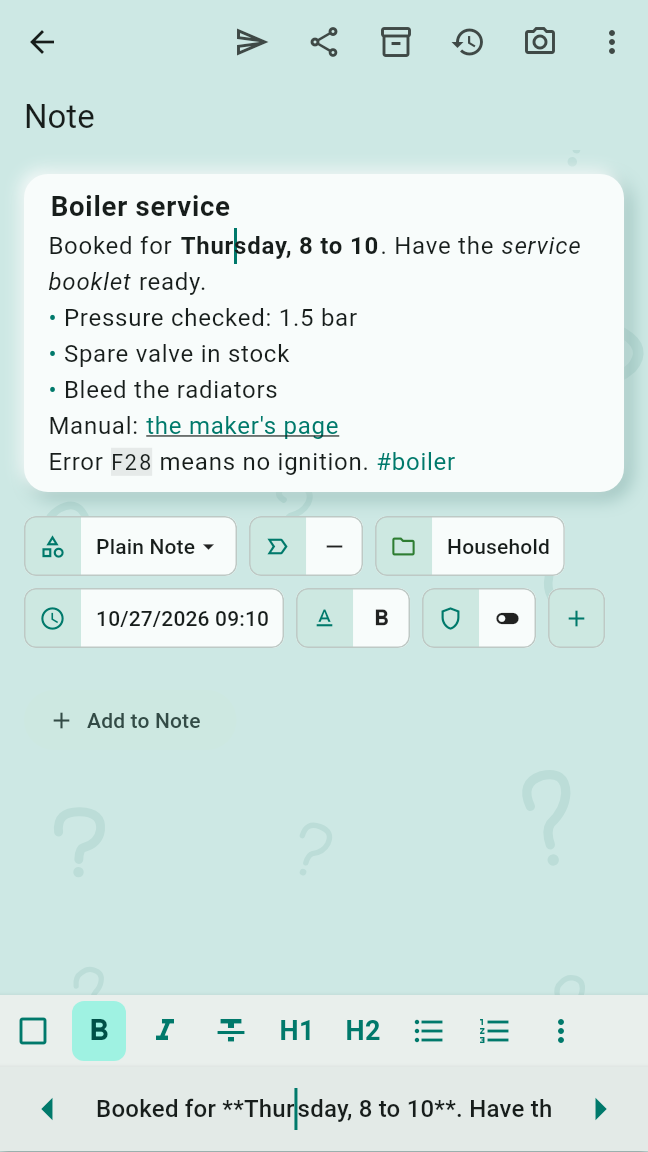 Note
Boiler service
Booked for Thursday, 8 to 10. Have the service
booklet ready.
• Pressure checked: 1.5 bar
• Spare valve in stock
• Bleed the radiators
Manual: the maker's page
Error F28 means no ignition. #boiler
Plain Note
—
Household
10/27/2026 09:10
A
B
+ Add to Note
B I T H1 H2
Booked for **Thursday, 8 to 10**. Have th